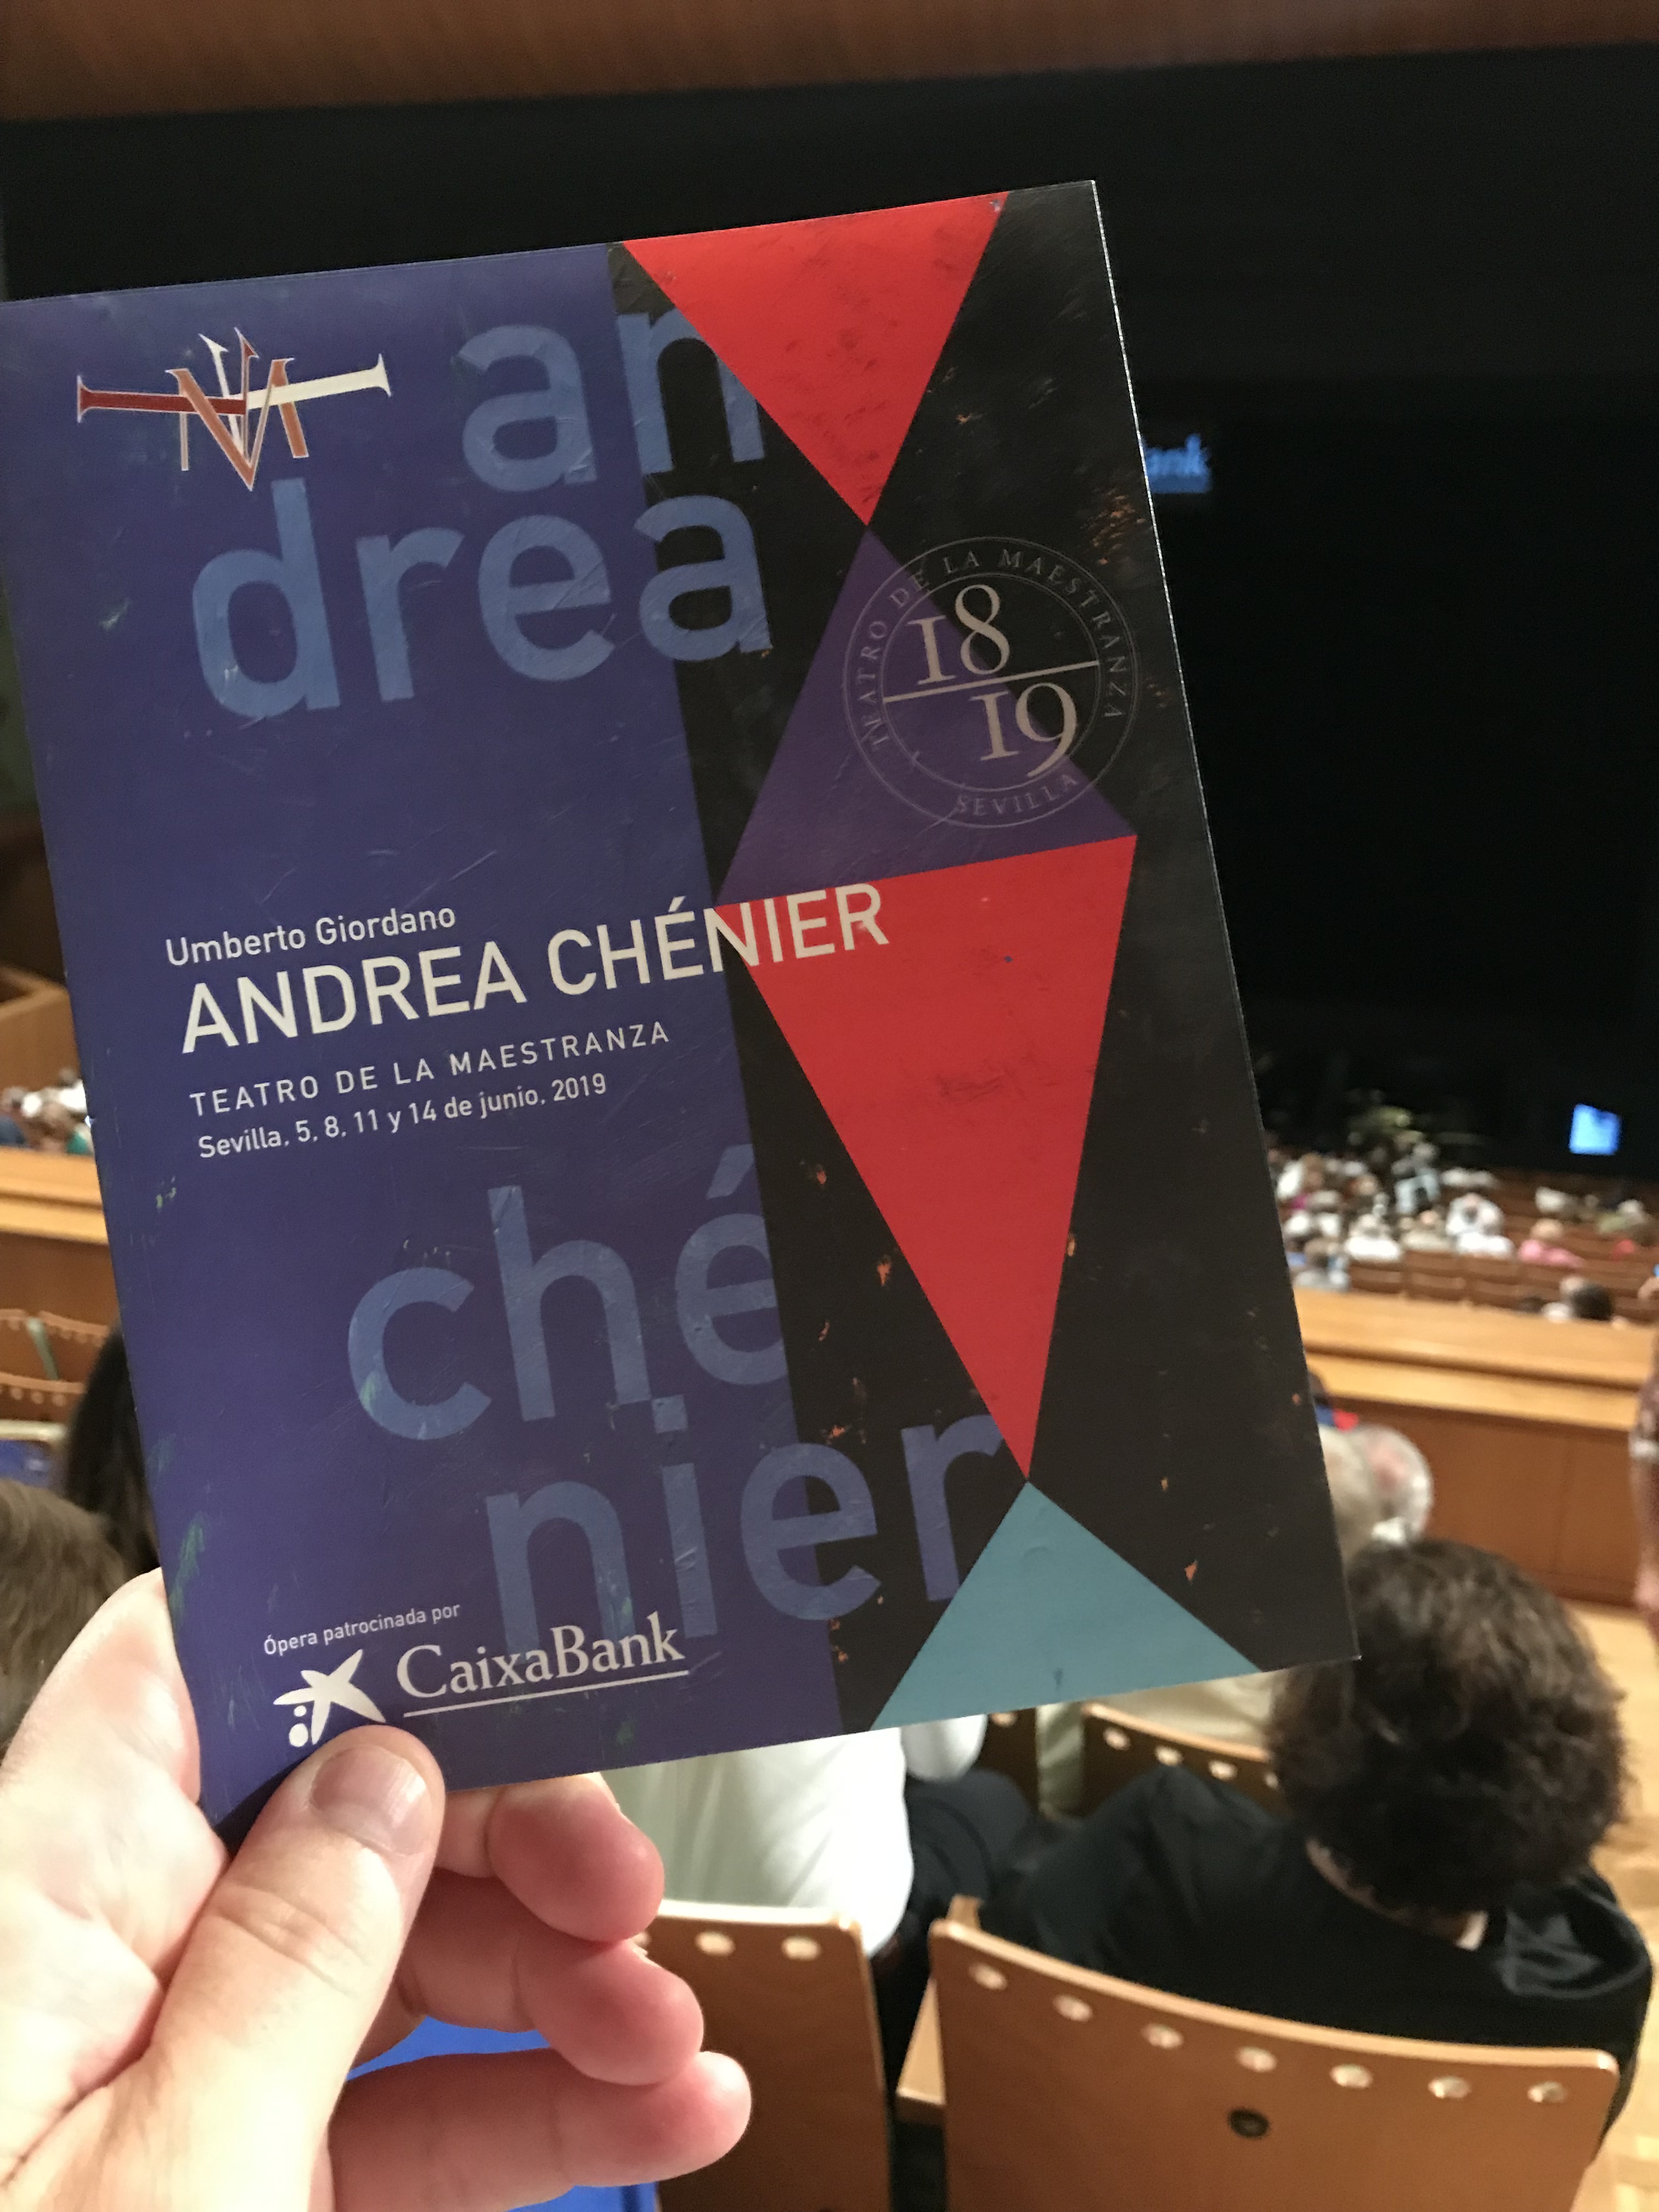 an
drea
TEATRO DE LA MAESTRANZA
18
19
SEVILLA
Umberto Giordano
ANDREA CHÉNIER
TEATRO DE LA MAESTRANZA
Sevilla, 5, 8, 11 y 14 de junio, 2019
ché
nier
Ópera patrocinada por
CaixaBank
ank